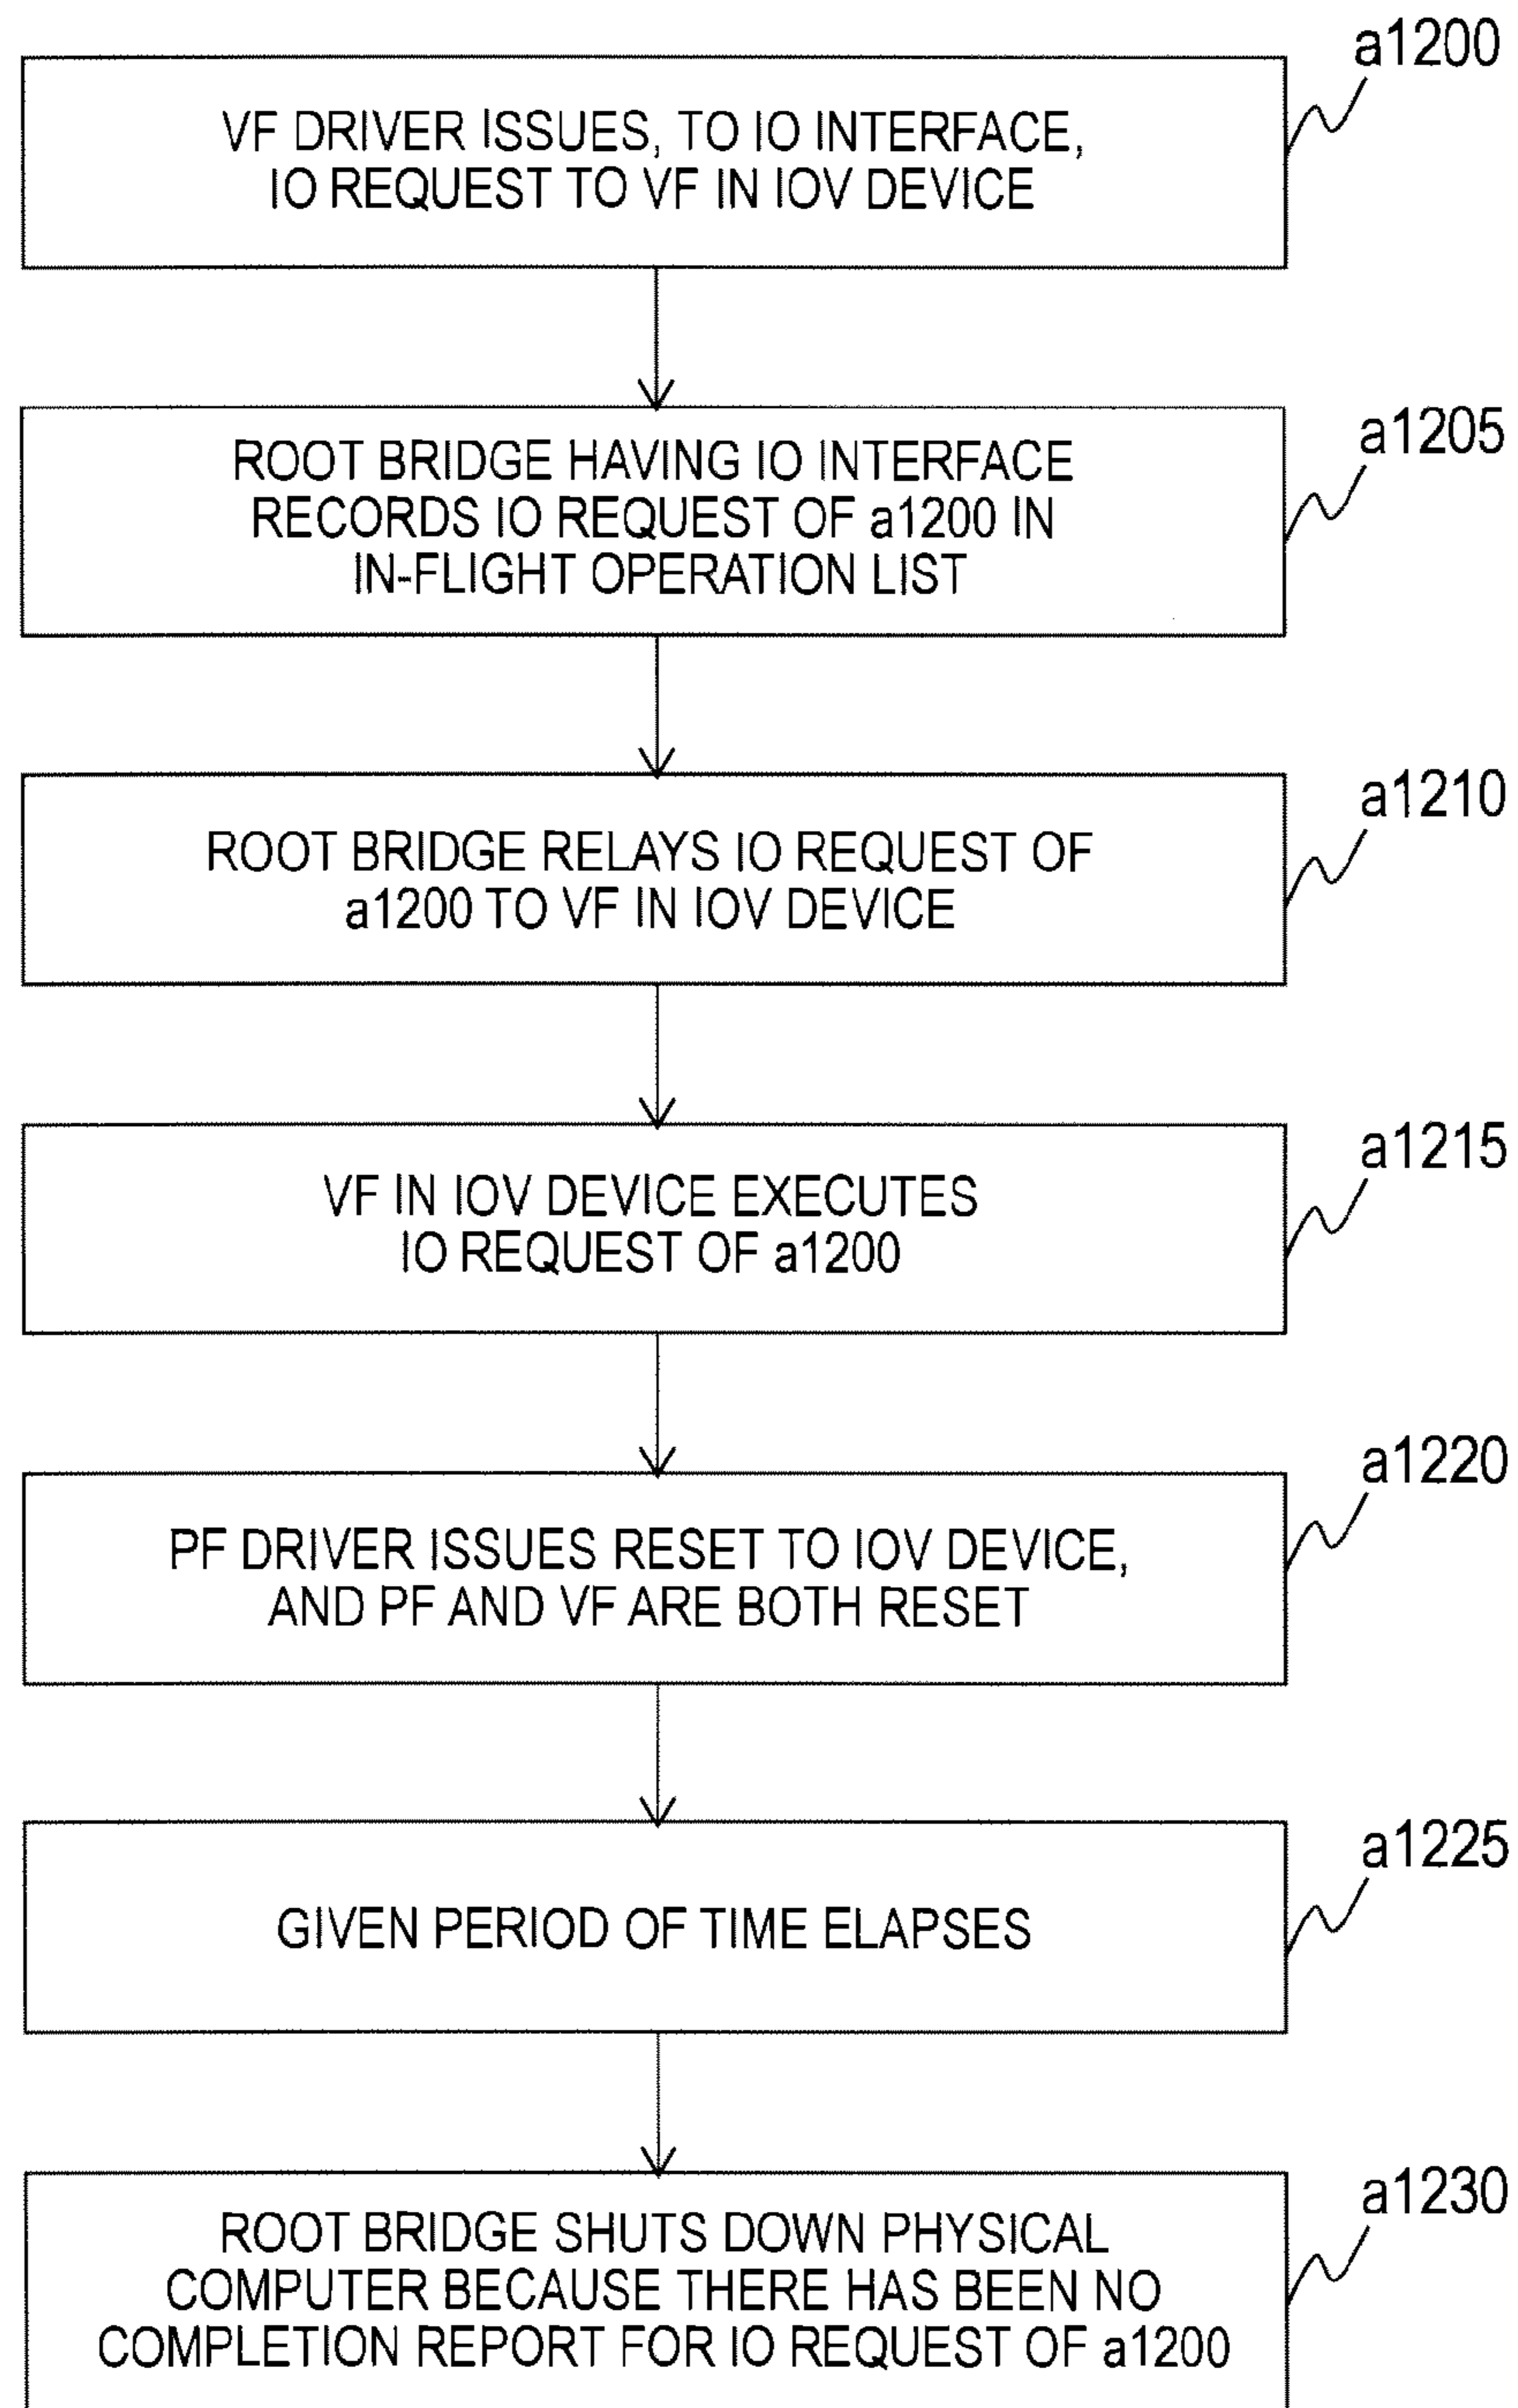 a1200
VF DRIVER ISSUES, TO IO INTERFACE,
IO REQUEST TO VF IN IOV DEVICE
a1205
ROOT BRIDGE HAVING IO INTERFACE
RECORDS IO REQUEST OF a1200 IN
IN-FLIGHT OPERATION LIST
a1210
ROOT BRIDGE RELAYS IO REQUEST OF
a1200 TO VF IN IOV DEVICE
a1215
VF IN IOV DEVICE EXECUTES
IO REQUEST OF a1200
a1220
PF DRIVER ISSUES RESET TO IOV DEVICE,
AND PF AND VF ARE BOTH RESET
a1225
GIVEN PERIOD OF TIME ELAPSES
a1230
ROOT BRIDGE SHUTS DOWN PHYSICAL
COMPUTER BECAUSE THERE HAS BEEN NO
COMPLETION REPORT FOR IO REQUEST OF a1200